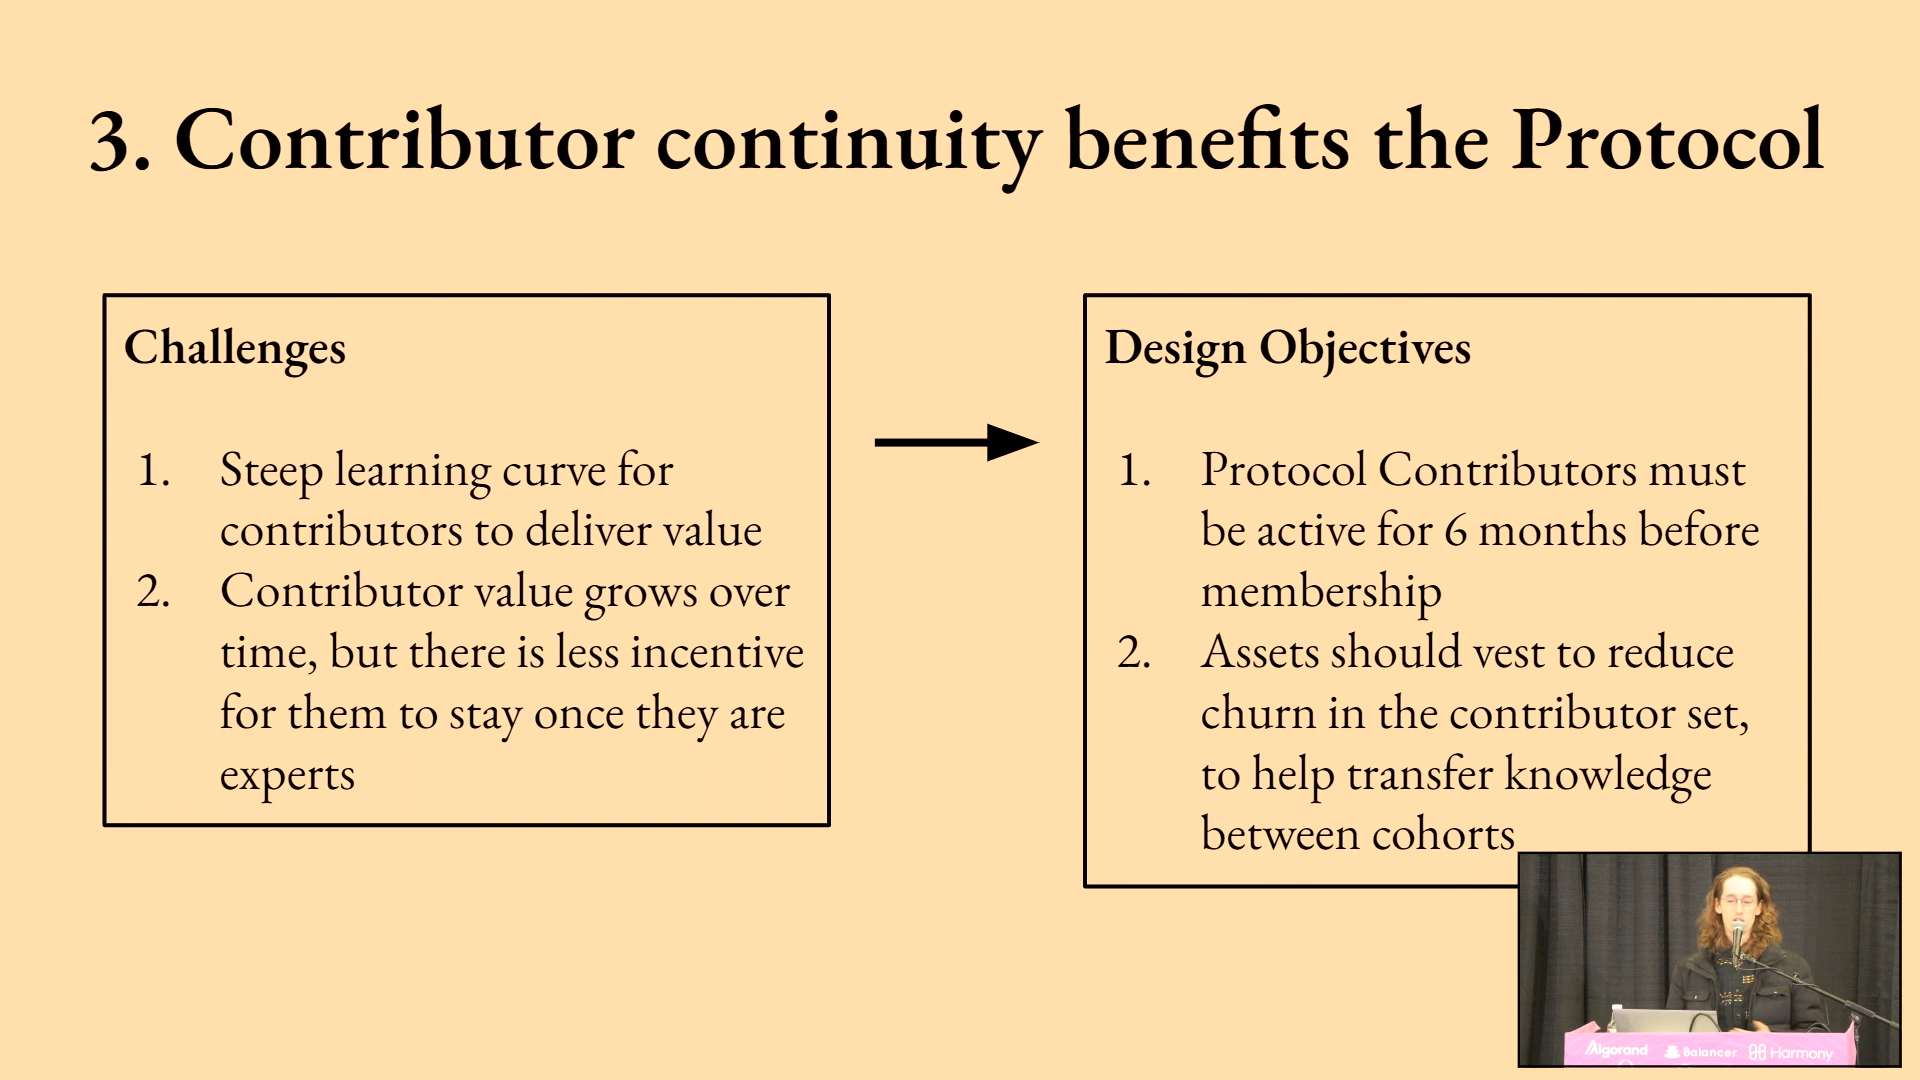 3. Contributor continuity benefits the Protocol
Challenges
1. Steep learning curve for
contributors to deliver value
2. Contributor value grows over
time, but there is less incentive
for them to stay once they are
experts
Design Objectives
1. Protocol Contributors must
be active for 6 months before
membership
2. Assets should vest to reduce
churn in the contributor set,
to help transfer knowledge
between cohorts
Algorand Balancer Harmony